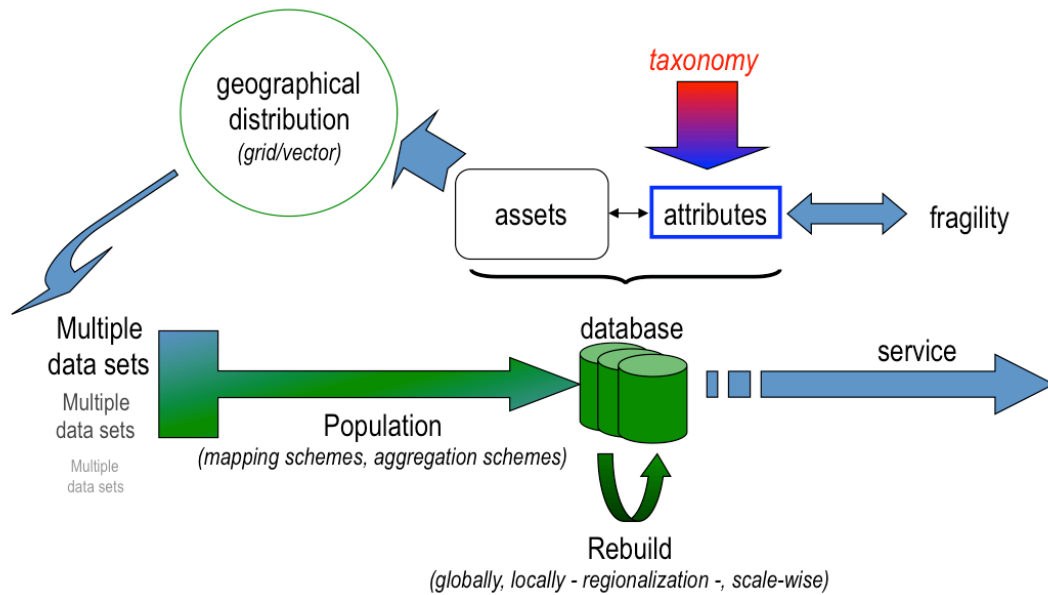 taxonomy
geographical
distribution
(grid/vector)
assets
attributes
fragility
Multiple
data sets
Multiple
data sets
Multiple
data sets
database
service
Population
(mapping schemes, aggregation schemes)
Rebuild
(globally, locally - regionalization -, scale-wise)